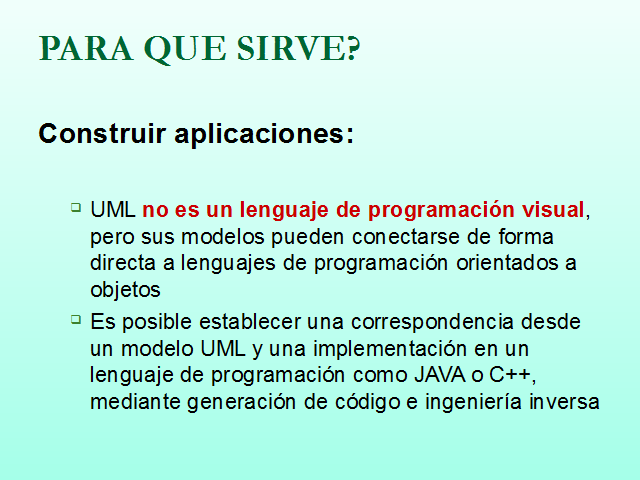 PARA QUE SIRVE?
Construir aplicaciones:
UML no es un lenguaje de programación visual,
pero sus modelos pueden conectarse de forma
directa a lenguajes de programación orientados a
objetos
Es posible establecer una correspondencia desde
un modelo UML y una implementación en un
lenguaje de programación como JAVA o C++,
mediante generación de código e ingeniería inversa